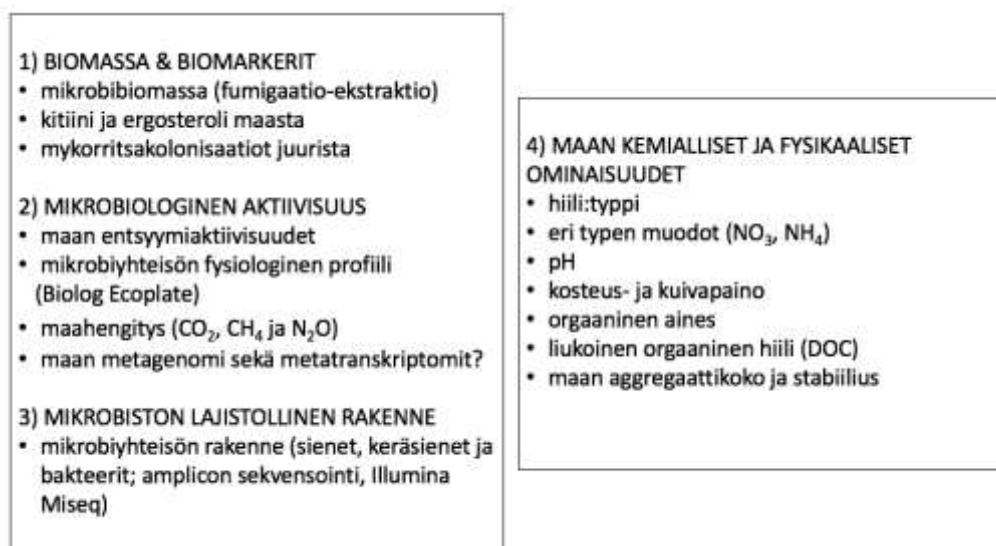 1) BIOMASSA & BIOMARKERIT
• mikrobibiomassa (fumigaatio-ekstraktio)
• kitiini ja ergosteroli maasta
• mykorritsakolonisaatiot juurista
2) MIKROBIOLOGINEN AKTIIVISUUS
• maan entsyymiaktiivisuudet
• mikrobiyhteisön fysiologinen profiili
(Biolog Ecoplate)
• maahengitys (CO₂, CH₄ ja N₂O)
• maan metagenomi sekä metatranskriptomit?
3) MIKROBISTON LAJISTOLLINEN RAKENNE
• mikrobiyhteisön rakenne (sienet, keräsienet ja
bakteerit; amplicon sekvensointi, Illumina
Miseq)
4) MAAN KEMIALLISET JA FYSIKAALISET
OMINAISUUDET
• hiili:typpi
• eri typen muodot (NO₃, NH₄)
• pH
• kosteus- ja kuivapaino
• orgaaninen aines
• liukoinen orgaaninen hiili (DOC)
• maan aggregaattikoko ja stabiilius